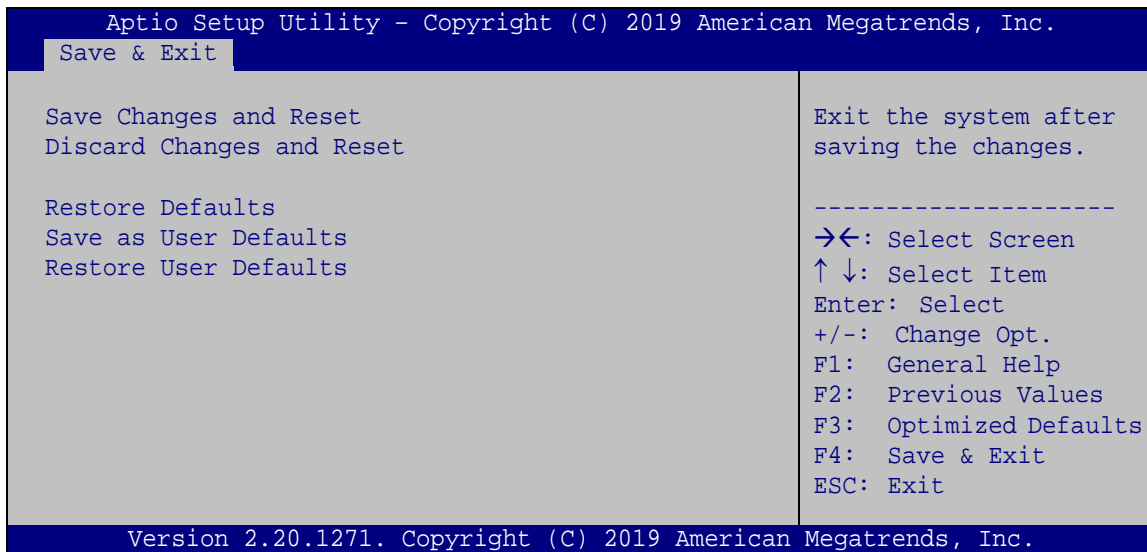 Aptio Setup Utility – Copyright (C) 2019 American Megatrends, Inc.
Save & Exit
Save Changes and Reset
Discard Changes and Reset
Restore Defaults
Save as User Defaults
Restore User Defaults
Exit the system after
saving the changes.
---------------------
→←: Select Screen
↑ ↓: Select Item
Enter: Select
+/-: Change Opt.
F1: General Help
F2: Previous Values
F3: Optimized Defaults
F4: Save & Exit
ESC: Exit
Version 2.20.1271. Copyright (C) 2019 American Megatrends, Inc.